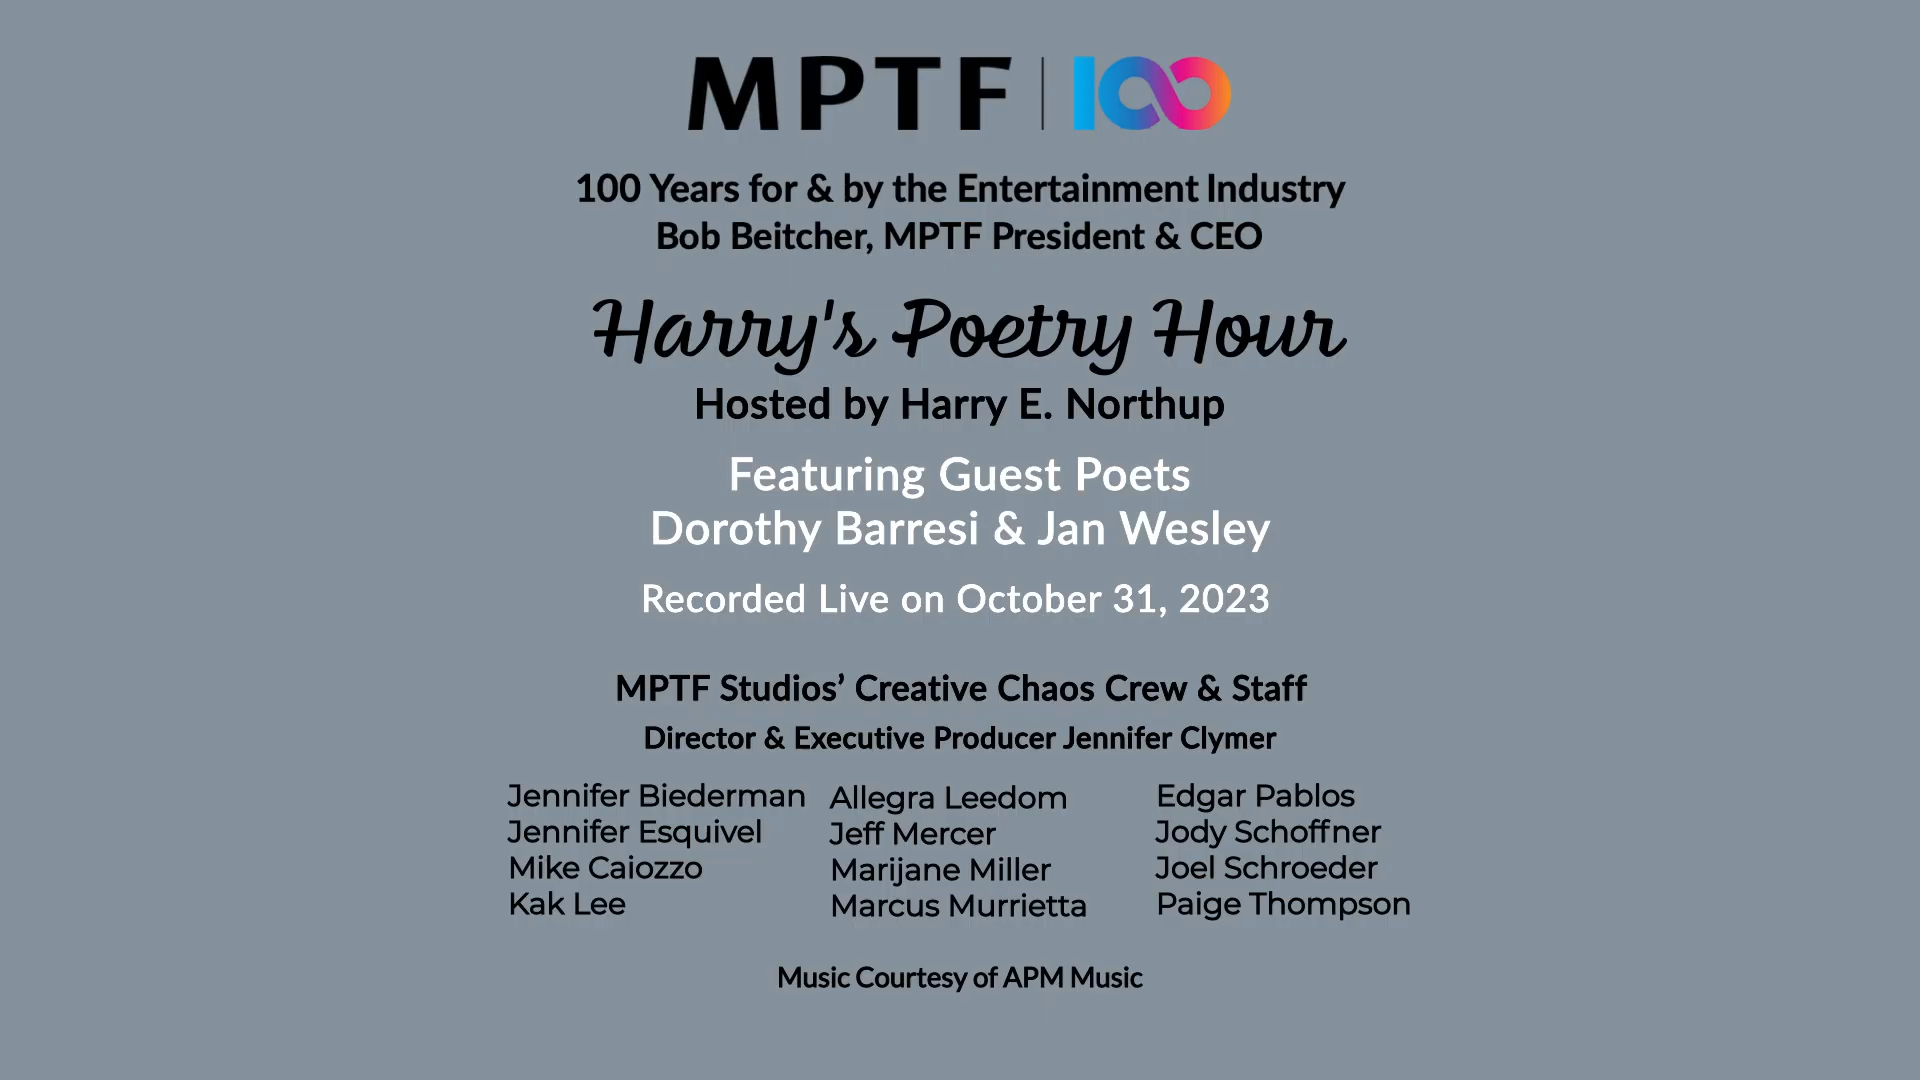 MPTF | 100
100 Years for & by the Entertainment Industry
Bob Beitcher, MPTF President & CEO
Harry's Poetry Hour
Hosted by Harry E. Northup
Featuring Guest Poets
Dorothy Barresi & Jan Wesley
Recorded Live on October 31, 2023
MPTF Studios’ Creative Chaos Crew & Staff
Director & Executive Producer Jennifer Clymer
Jennifer Biederman
Jennifer Esquivel
Mike Caiozzo
Kak Lee
Allegra Leedom
Jeff Mercer
Marijane Miller
Marcus Murrietta
Edgar Pablos
Jody Schoffner
Joel Schroeder
Paige Thompson
Music Courtesy of APM Music